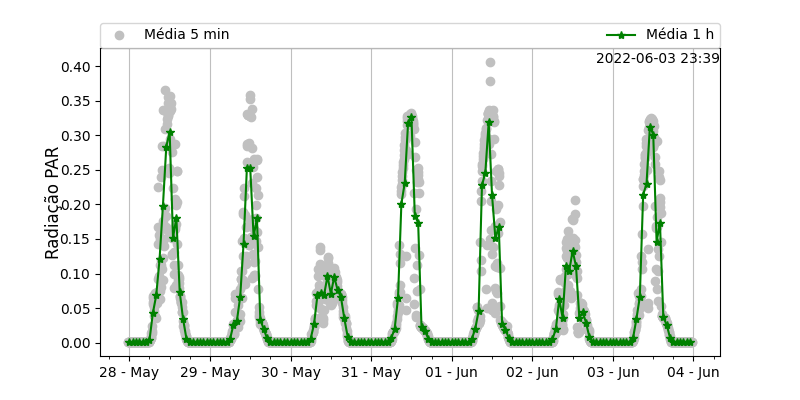 Média 5 min
Média 1 h
2022-06-03 23:39
Radiação PAR
0.40
0.35
0.30
0.25
0.20
0.15
0.10
0.05
0.00
28 - May
29 - May
30 - May
31 - May
01 - Jun
02 - Jun
03 - Jun
04 - Jun